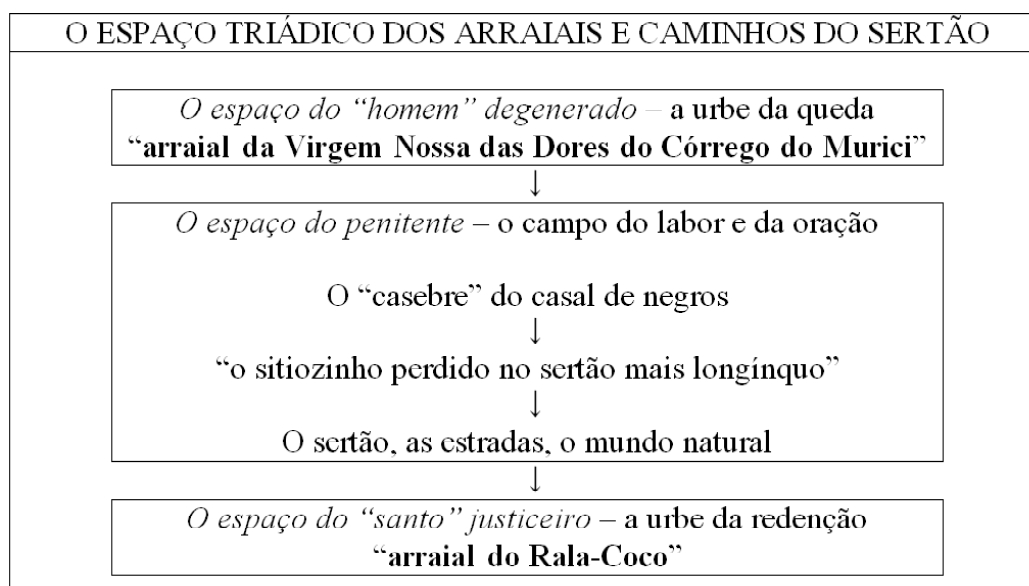 O ESPAÇO TRIÁDICO DOS ARRAIAIS E CAMINHOS DO SERTÃO
O espaço do “homem” degenerado – a urbe da queda
“arraial da Virgem Nossa das Dores do Córrego do Murici”
↓
O espaço do penitente – o campo do labor e da oração
O “casebre” do casal de negros
↓
“o sitiozinho perdido no sertão mais longínquo”
↓
O sertão, as estradas, o mundo natural
↓
O espaço do “santo” justiceiro – a urbe da redenção
“arraial do Rala-Coco”